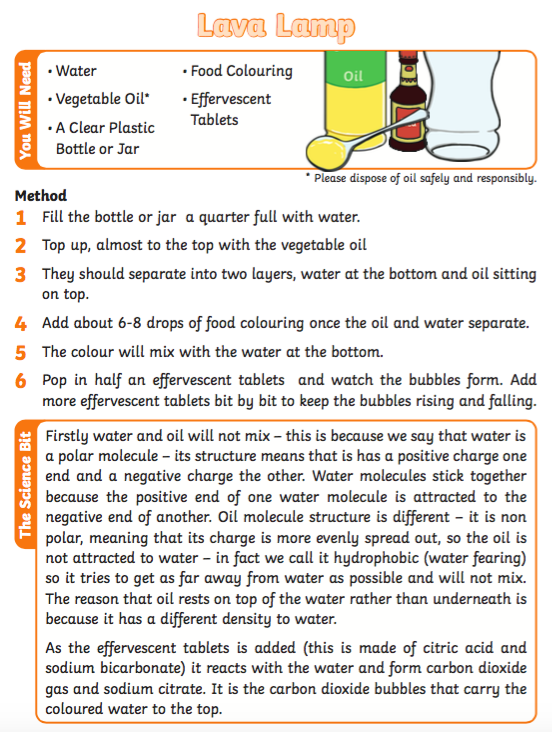 Lava Lamp
You Will Need
• Water
• Vegetable Oil*
• A Clear Plastic
Bottle or Jar
• Food Colouring
• Effervescent
Tablets
Oil
* Please dispose of oil safely and responsibly.
Method
1 Fill the bottle or jar a quarter full with water.
2 Top up, almost to the top with the vegetable oil
3 They should separate into two layers, water at the bottom and oil sitting
on top.
4 Add about 6-8 drops of food colouring once the oil and water separate.
5 The colour will mix with the water at the bottom.
6 Pop in half an effervescent tablets and watch the bubbles form. Add
more effervescent tablets bit by bit to keep the bubbles rising and falling.
The Science Bit
Firstly water and oil will not mix – this is because we say that water is
a polar molecule – its structure means that is has a positive charge one
end and a negative charge the other. Water molecules stick together
because the positive end of one water molecule is attracted to the
negative end of another. Oil molecule structure is different – it is non
polar, meaning that its charge is more evenly spread out, so the oil is
not attracted to water – in fact we call it hydrophobic (water fearing)
so it tries to get as far away from water as possible and will not mix.
The reason that oil rests on top of the water rather than underneath is
because it has a different density to water.
As the effervescent tablets is added (this is made of citric acid and
sodium bicarbonate) it reacts with the water and form carbon dioxide
gas and sodium citrate. It is the carbon dioxide bubbles that carry the
coloured water to the top.